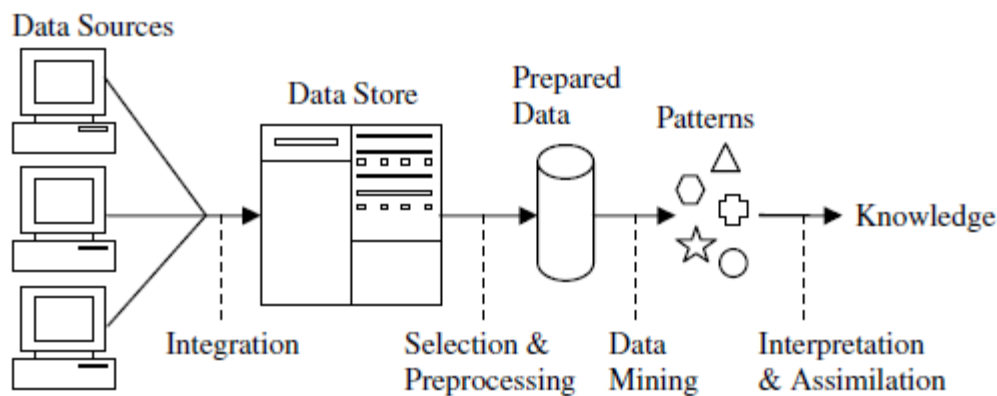 Data Sources
Data Store
Prepared
Data
Patterns
Knowledge
Integration
Selection &
Preprocessing
Data
Mining
Interpretation
& Assimilation